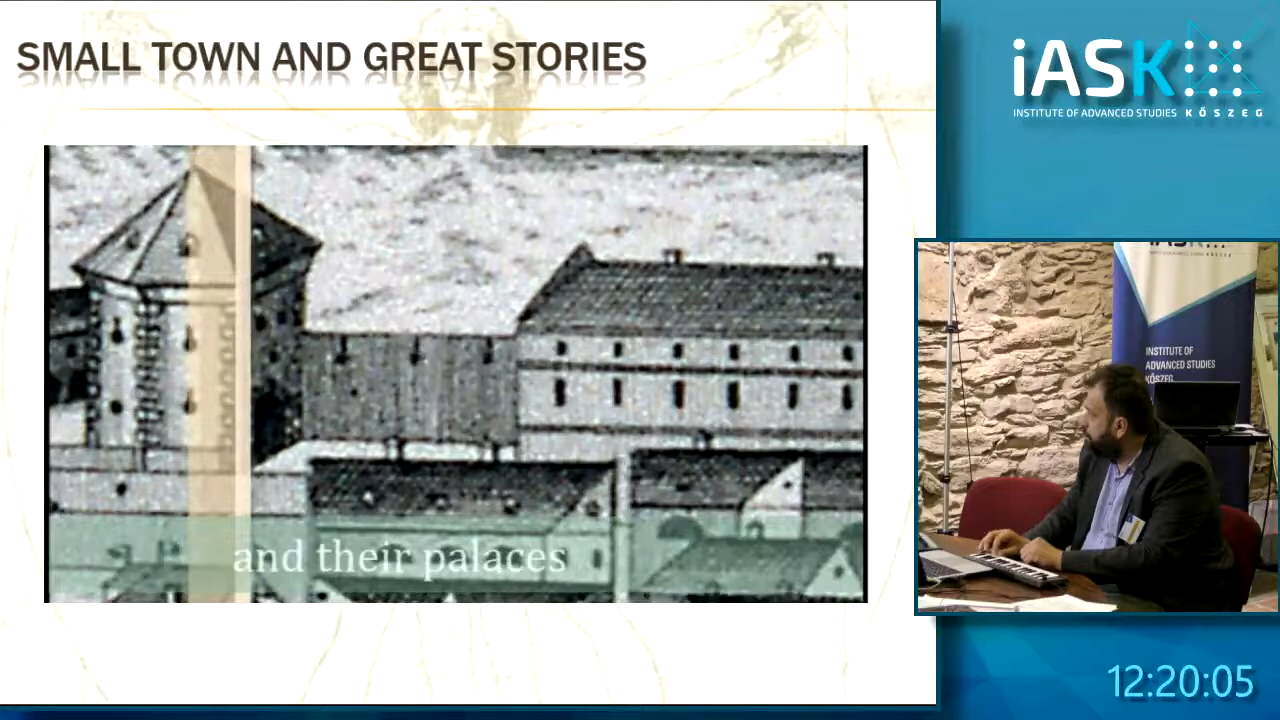 SMALL TOWN AND GREAT STORIES
and their palaces
iASK
INSTITUTE OF ADVANCED STUDIES KŐSZEG
INSTITUTE OF
ADVANCED STUDIES
KŐSZEG
12:20:05